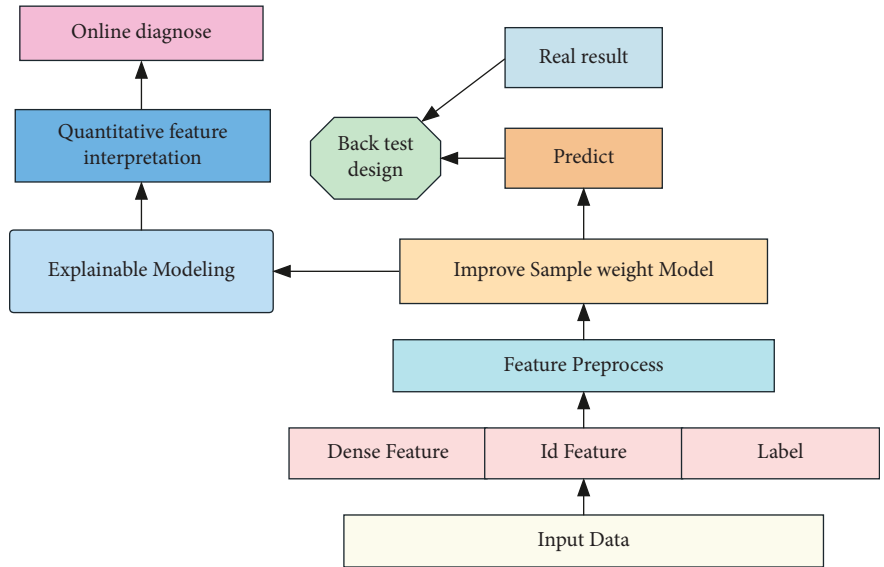 Online diagnose
Real result
Quantitative feature
interpretation
Back test
design
Predict
Explainable Modeling
Improve Sample weight Model
Feature Preprocess
Dense Feature
Id Feature
Label
Input Data